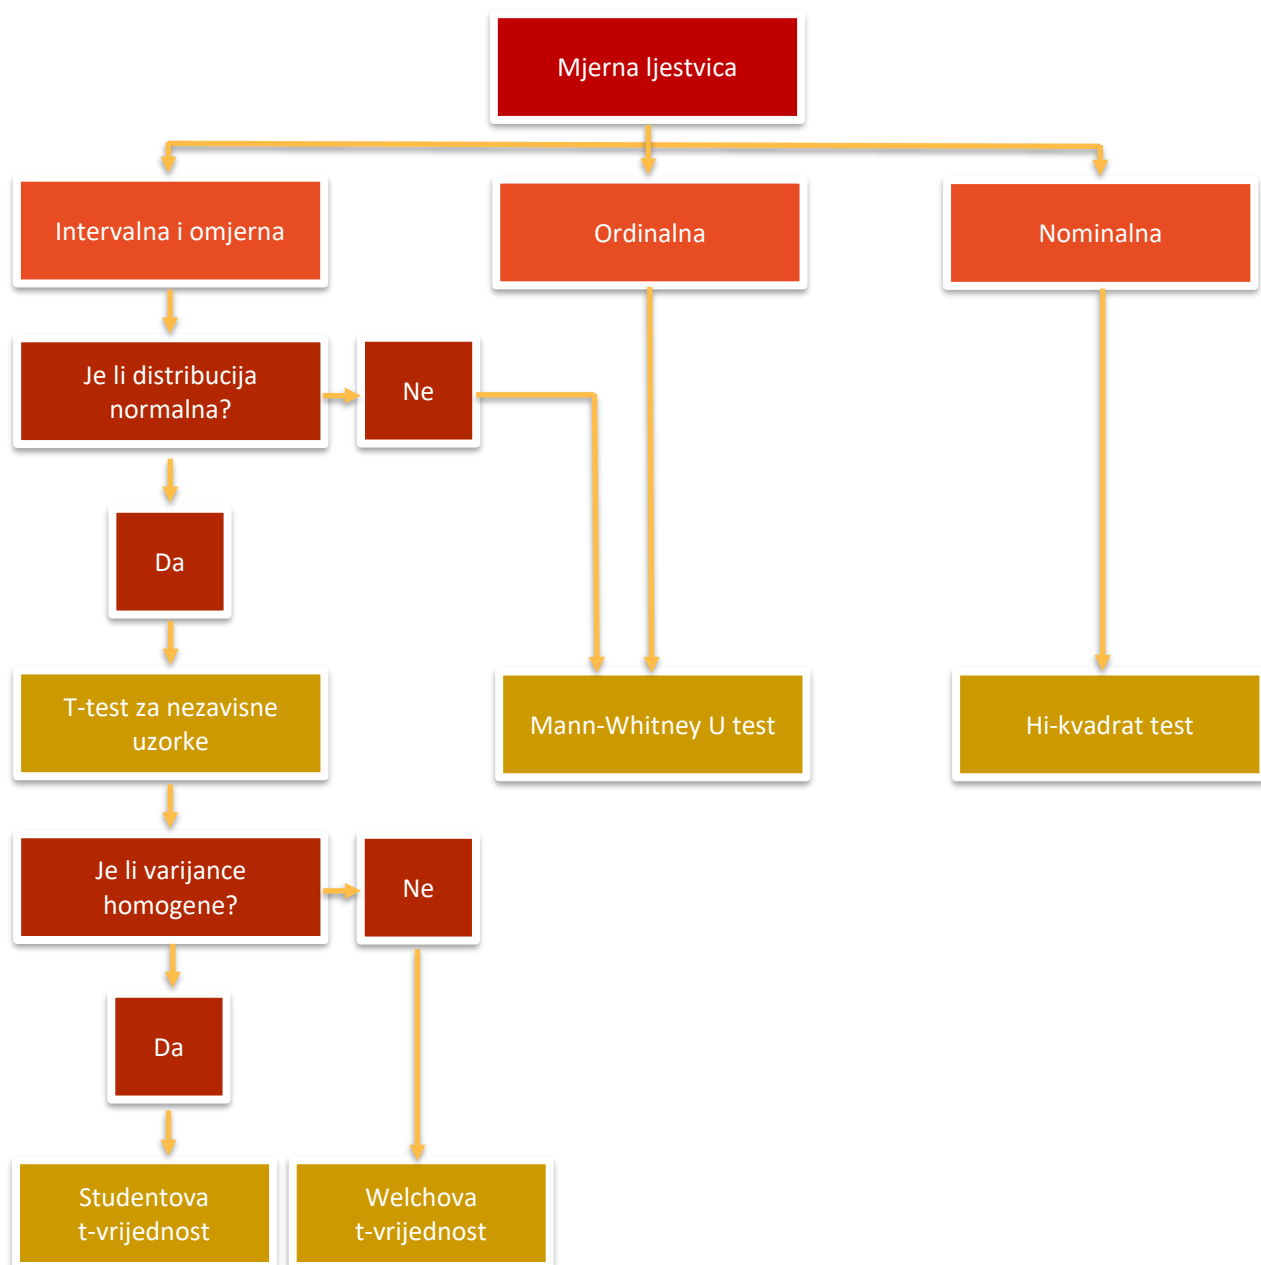 Mjerna ljestvica
Intervalna i omjerna
Ordinalna
Nominalna
Je li distribucija
normalna?
Ne
Da
T-test za nezavisne
uzorke
Mann-Whitney U test
Hi-kvadrat test
Je li varijance
homogene?
Ne
Da
Studentova
t-vrijednost
Welchova
t-vrijednost